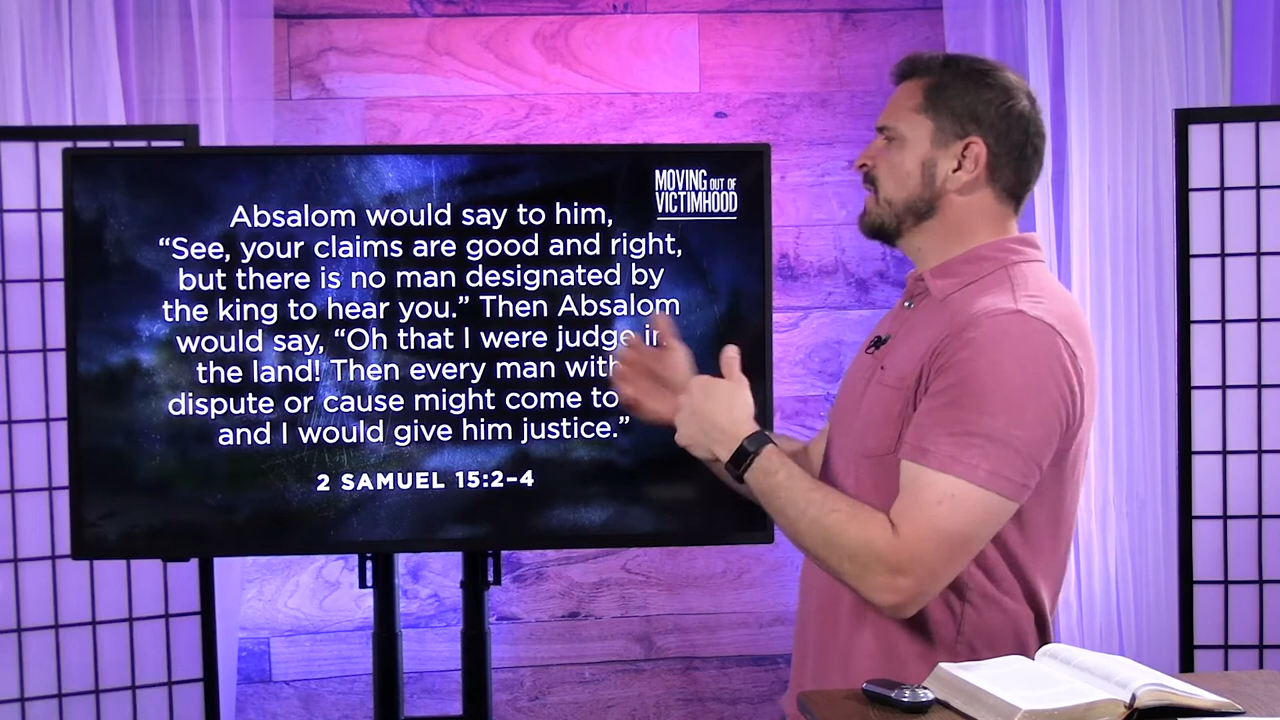 MOVING OUT OF
VICTIMHOOD
Absalom would say to him,
“See, your claims are good and right,
but there is no man designated by
the king to hear you.” Then Absalom
would say, “Oh that I were judge in
the land! Then every man with
dispute or cause might come to
and I would give him justice.”
2 SAMUEL 15:2–4